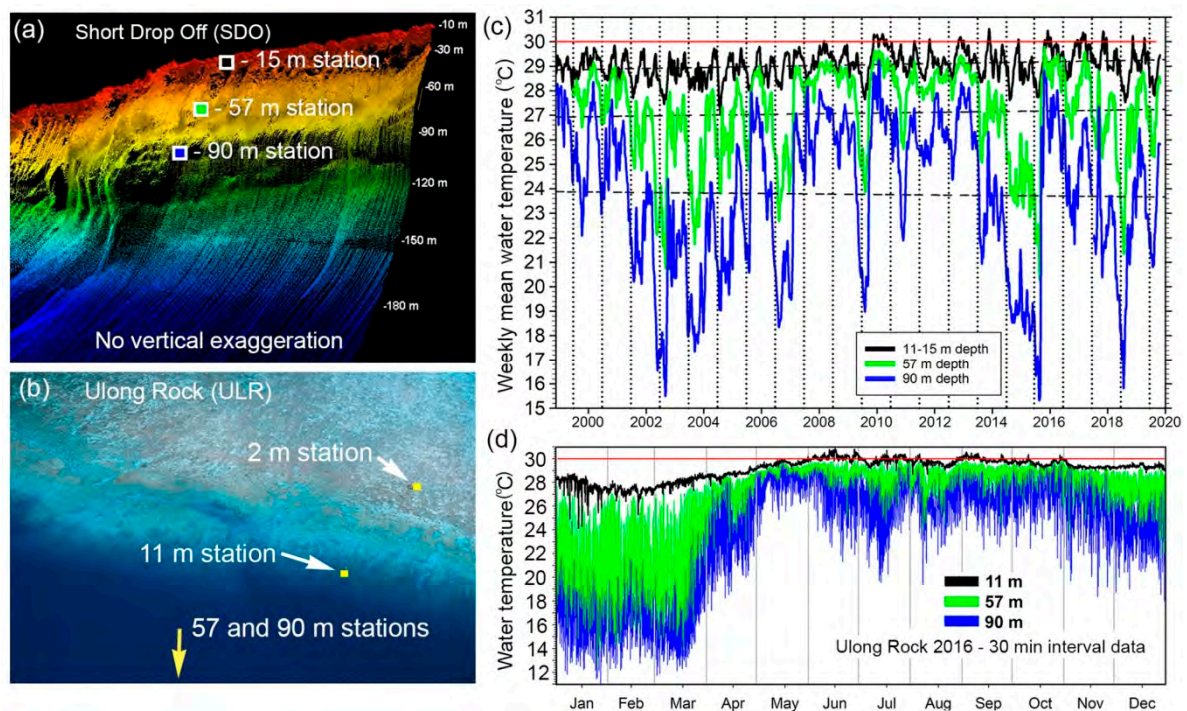 (a)
Short Drop Off (SDO)
- 15 m station
- 57 m station
- 90 m station
-10 m
-30 m
-60 m
-90 m
-120 m
-150 m
-180 m
No vertical exaggeration
(b)
Ulong Rock (ULR)
2 m station
11 m station
57 and 90 m stations
(c)
Weekly mean water temperature (°C)
31
30
29
28
27
26
25
24
23
22
21
20
19
18
17
16
15
11-15 m depth
57 m depth
90 m depth
2000 2002 2004 2006 2008 2010 2012 2014 2016 2018 2020
(d)
Water temperature (°C)
30
28
26
24
22
20
18
16
14
12
11 m
57 m
90 m
Ulong Rock 2016 - 30 min interval data
Jan Feb Mar Apr May Jun Jul Aug Sep Oct Nov Dec